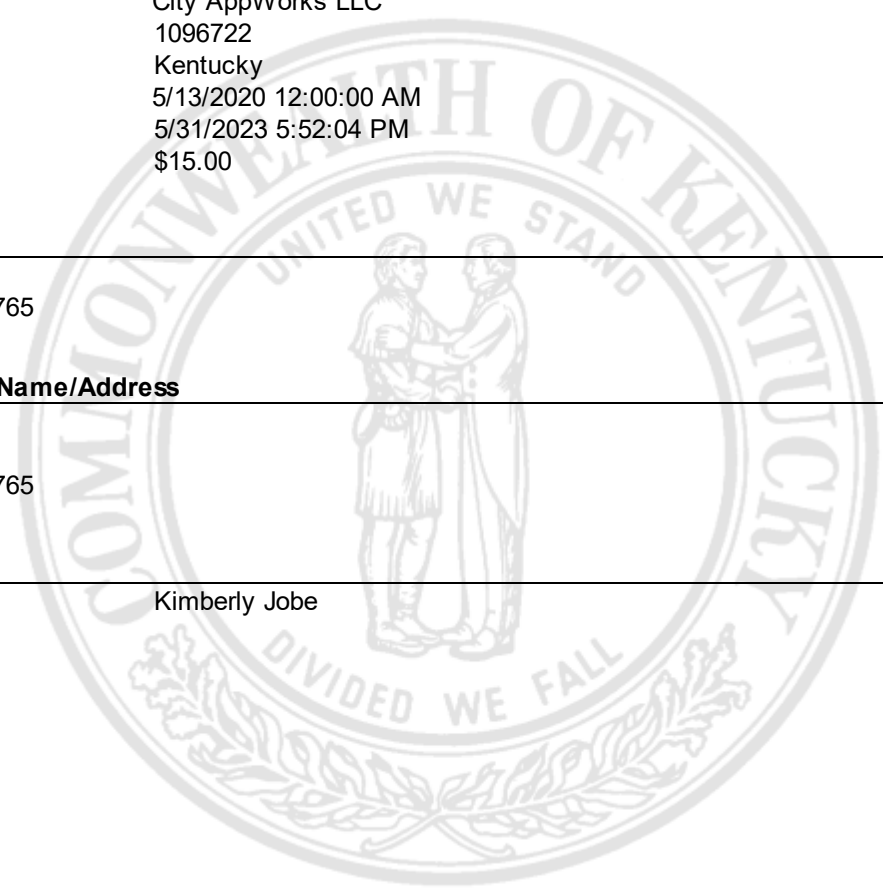 City AppWorks LLC
1096722
Kentucky
5/13/2020 12:00:00 AM
5/31/2023 5:52:04 PM
$15.00
765
Name/Address
765
Kimberly Jobe
COMMONWEALTH OF KENTUCKY
UNITED WE STAND
DIVIDED WE FALL